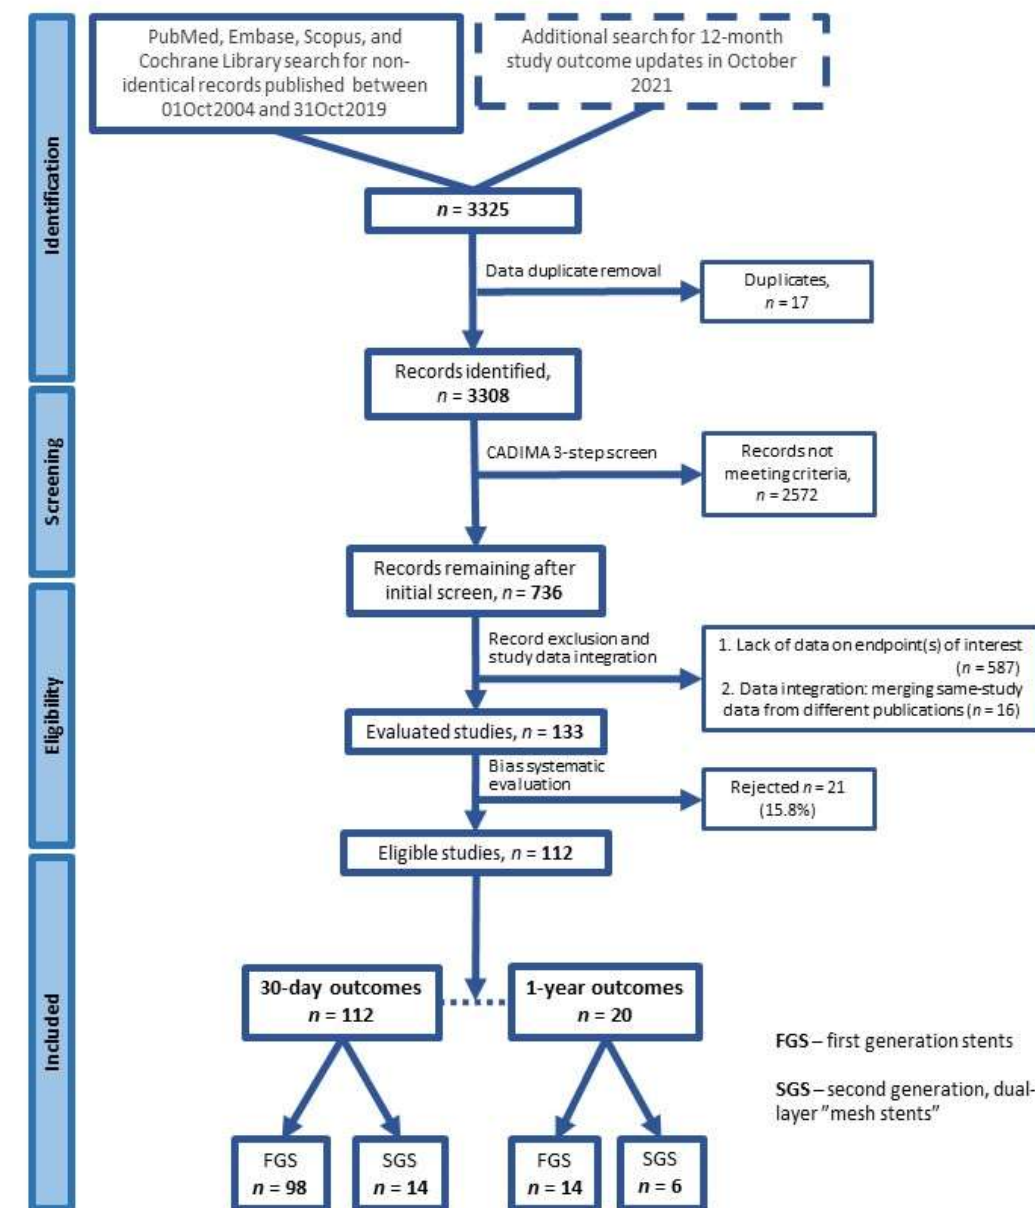 PubMed, Embase, Scopus, and
Cochrane Library search for non-
identical records published between
01Oct2004 and 31Oct2019
Additional search for 12-month
study outcome updates in October
2021
Identification
n = 3325
Data duplicate removal
Duplicates,
n = 17
Records identified,
n = 3308
Screening
CADIMA 3-step screen
Records not
meeting criteria,
n = 2572
Records remaining after
initial screen, n = 736
Eligibility
Record exclusion and
study data integration
1. Lack of data on endpoint(s) of interest
(n = 587)
2. Data integration: merging same-study
data from different publications (n = 16)
Evaluated studies, n = 133
Bias systematic
evaluation
Rejected n = 21
(15.8%)
Eligible studies, n = 112
Included
30-day outcomes
n = 112
1-year outcomes
n = 20
FGS – first generation stents
SGS – second generation, dual-
layer "mesh stents"
FGS
n = 98
SGS
n = 14
FGS
n = 14
SGS
n = 6